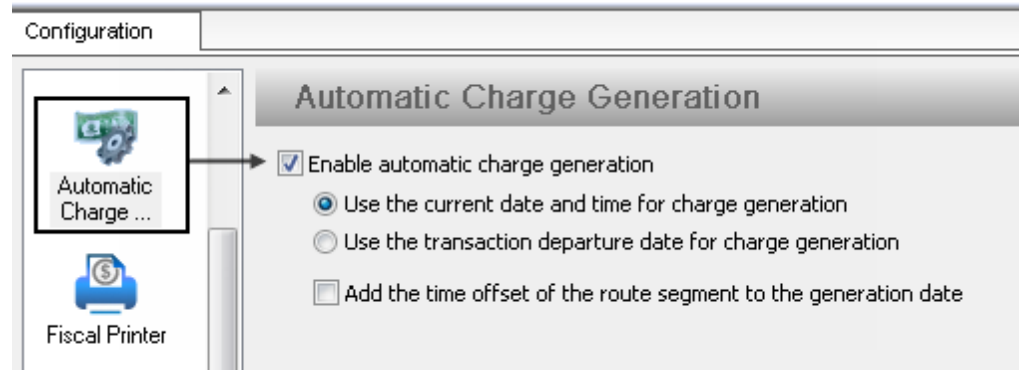 Configuration
Automatic Charge Generation
Automatic
Charge ...
Fiscal Printer
Enable automatic charge generation
Use the current date and time for charge generation
Use the transaction departure date for charge generation
Add the time offset of the route segment to the generation date